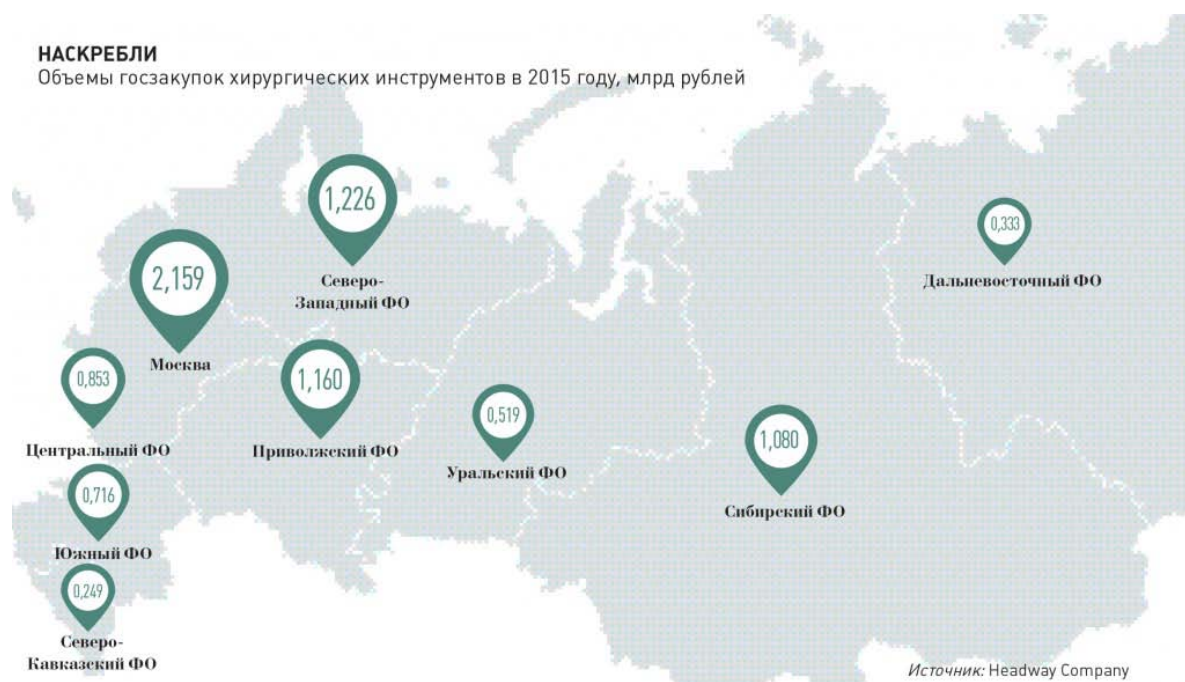 НАСКРЕБЛИ
Объемы госзакупок хирургических инструментов в 2015 году, млрд рублей
1,226
Северо-
Западный ФО
0,333
Дальневосточный ФО
2,159
Москва
0,853
Центральный ФО
1,160
Приволжский ФО
0,519
Уральский ФО
1,080
Сибирский ФО
0,716
Южный ФО
0,249
Северо-
Кавказский ФО
Источник: Headway Company